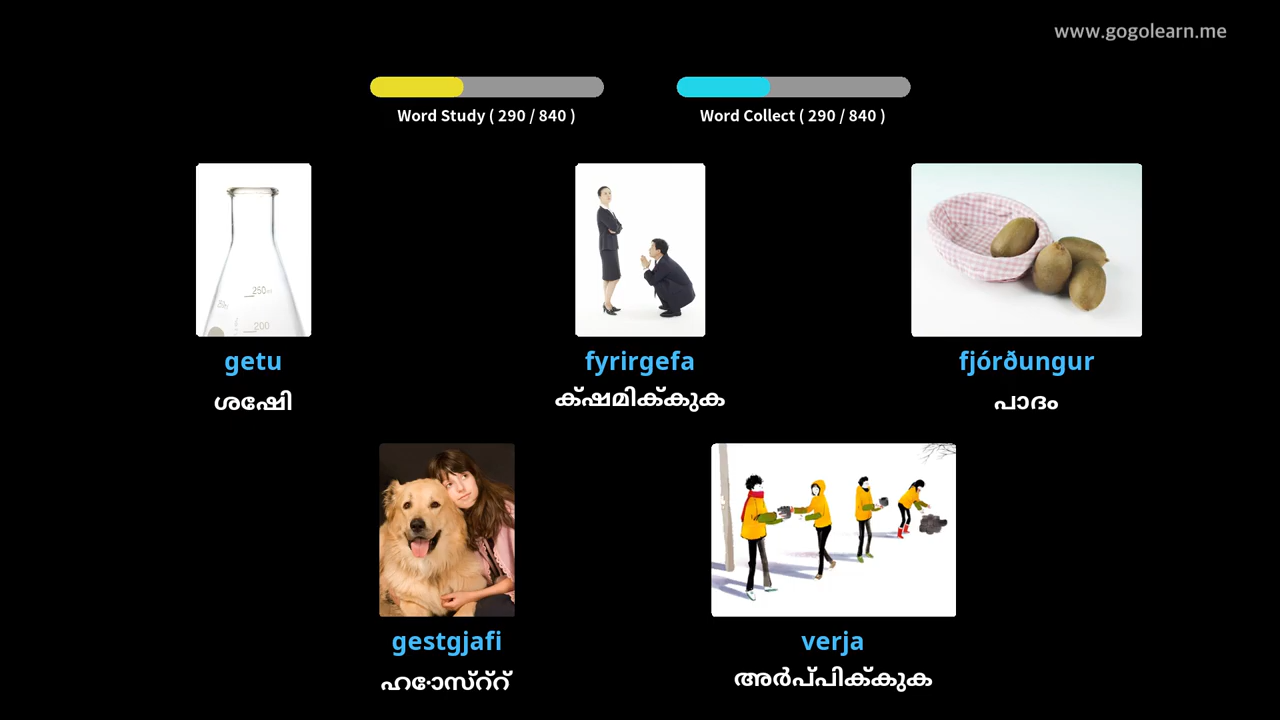 www.gogolearn.me
Word Study ( 290 / 840 )
Word Collect ( 290 / 840 )
getu
fyrirgefa
fjórðungur
ശേഷി
ക്ഷമിക്കുക
പാദം
gestgjafi
verja
ഹോസ്റ്റ്
അർപ്പിക്കുക